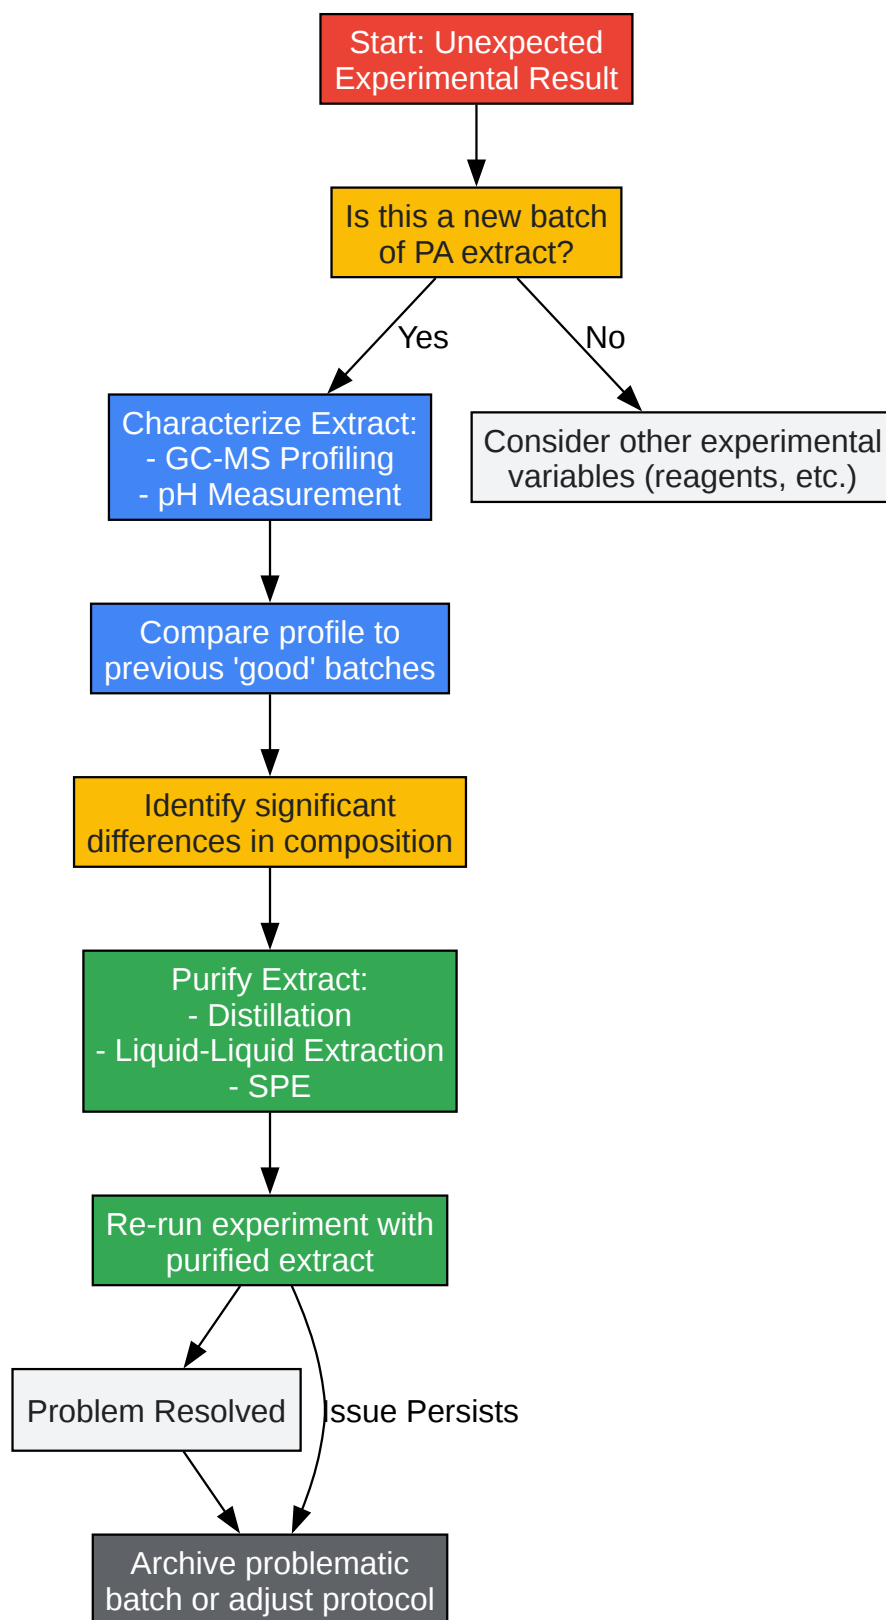 Start: Unexpected
Experimental Result
Is this a new batch
of PA extract?
Yes
No
Characterize Extract:
- GC-MS Profiling
- pH Measurement
Consider other experimental
variables (reagents, etc.)
Compare profile to
previous 'good' batches
Identify significant
differences in composition
Purify Extract:
- Distillation
- Liquid-Liquid Extraction
- SPE
Re-run experiment with
purified extract
Problem Resolved
Issue Persists
Archive problematic
batch or adjust protocol